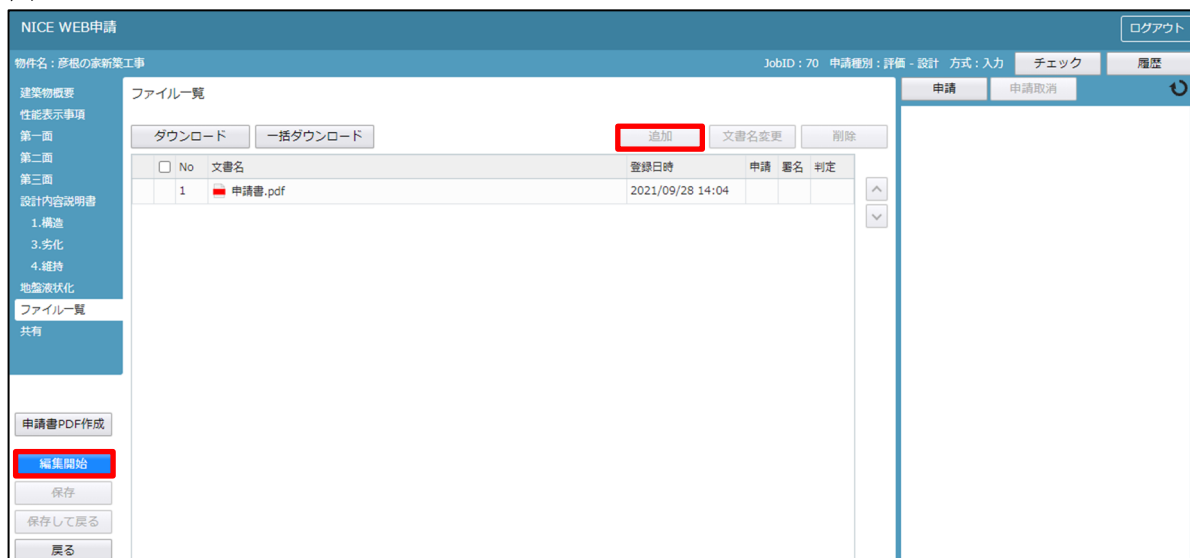 NICE WEB申請
ログアウト
物件名：彦根の家新築工事
JobID：70 申請種別：評価 - 設計 方式：入力
チェック
履歴
建築物概要
性能表示事項
第一面
第二面
第三面
設計内容説明書
1.構造
3.劣化
4.維持
地盤液状化
ファイル一覧
共有
申請書PDF作成
編集開始
保存
保存して戻る
戻る
ファイル一覧
ダウンロード
一括ダウンロード
追加
文書名変更
削除
No 文書名 登録日時 申請 署名 判定
1 申請書.pdf 2021/09/28 14:04
申請
申請取消